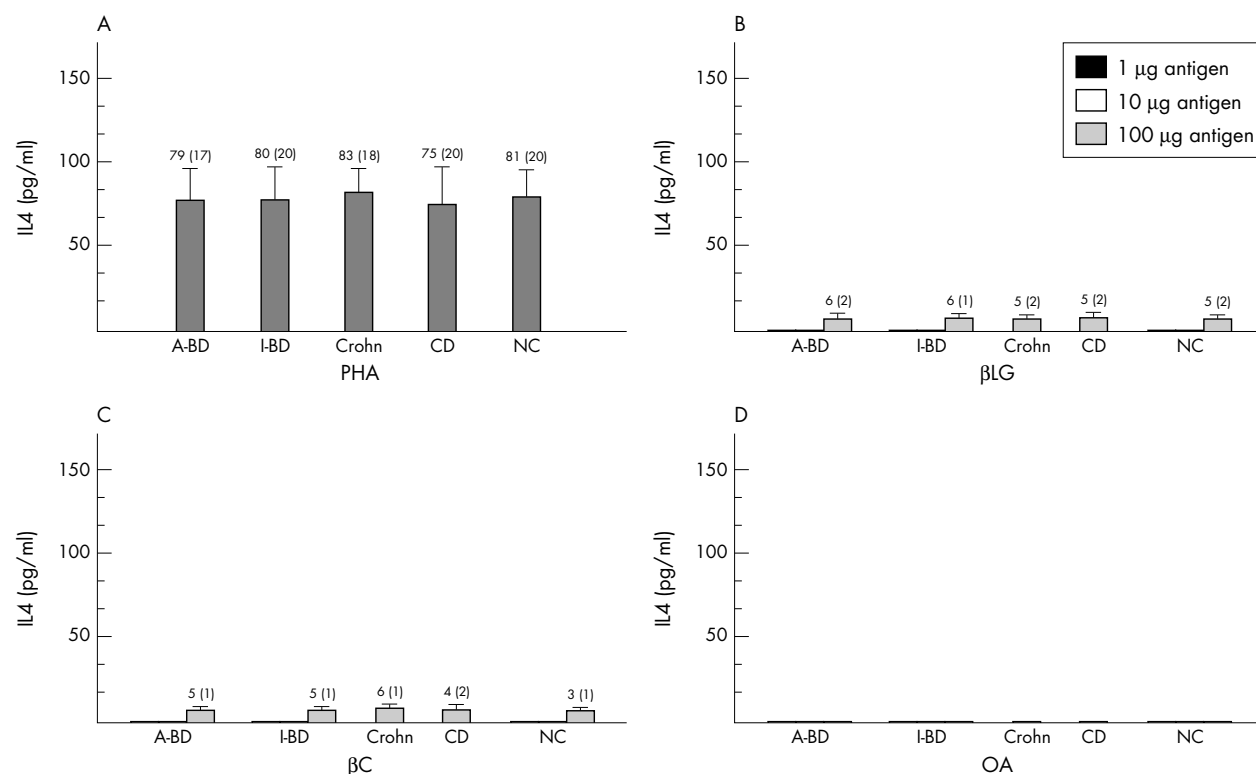 A
IL4 (pg/ml)
150
100
50
79 (17) 80 (20) 83 (18) 75 (20) 81 (20)
A-BD I-BD Crohn CD NC
PHA
B
IL4 (pg/ml)
150
100
50
1 µg antigen
10 µg antigen
100 µg antigen
6 (2) 6 (1) 5 (2) 5 (2) 5 (2)
A-BD I-BD Crohn CD NC
βLG
C
IL4 (pg/ml)
150
100
50
5 (1) 5 (1) 6 (1) 4 (2) 3 (1)
A-BD I-BD Crohn CD NC
βC
D
IL4 (pg/ml)
150
100
50
A-BD I-BD Crohn CD NC
OA